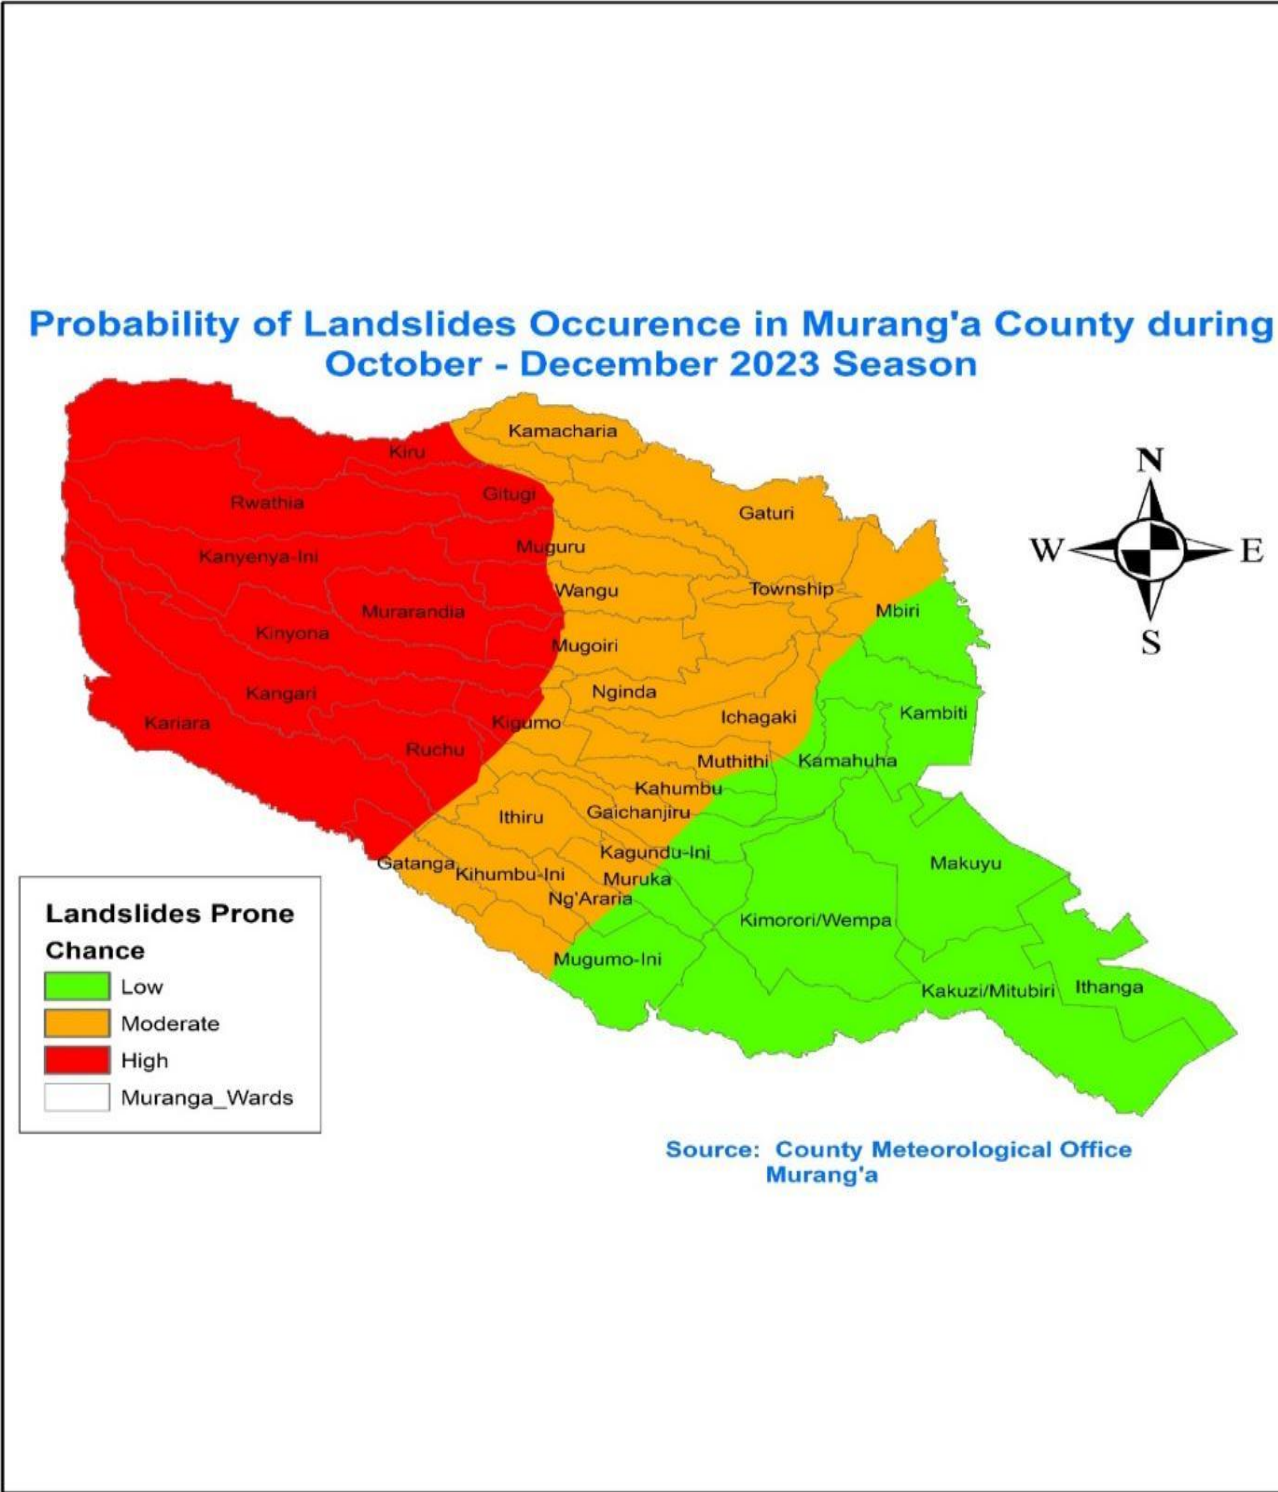 Probability of Landslides Occurence in Murang'a County during
October - December 2023 Season
Kamacharia
Kiru
N
Gitugi
Rwathia
Gaturi
W
E
Muguru
Kanyenya-Ini
Wangu
Township
Murarandia
Mbiri
Kinyona
S
Mugoiri
Kangari
Nginda
Kambiti
Ichagaki
Kariara
Kigumo
Ruchu
Muthithi
Kamahuha
Kahumbu
Gaichanjiru
Ithiru
Kagundu-Ini
Gatanga
Makuyu
Kihumbu-Ini
Muruka
Ng'Araria
Kimorori/Wempa
Mugumo-Ini
Kakuzi/Mitubiri
Ithanga
Landslides Prone
Chance
Low
Moderate
High
Muranga_Wards
Source: County Meteorological Office
Murang'a